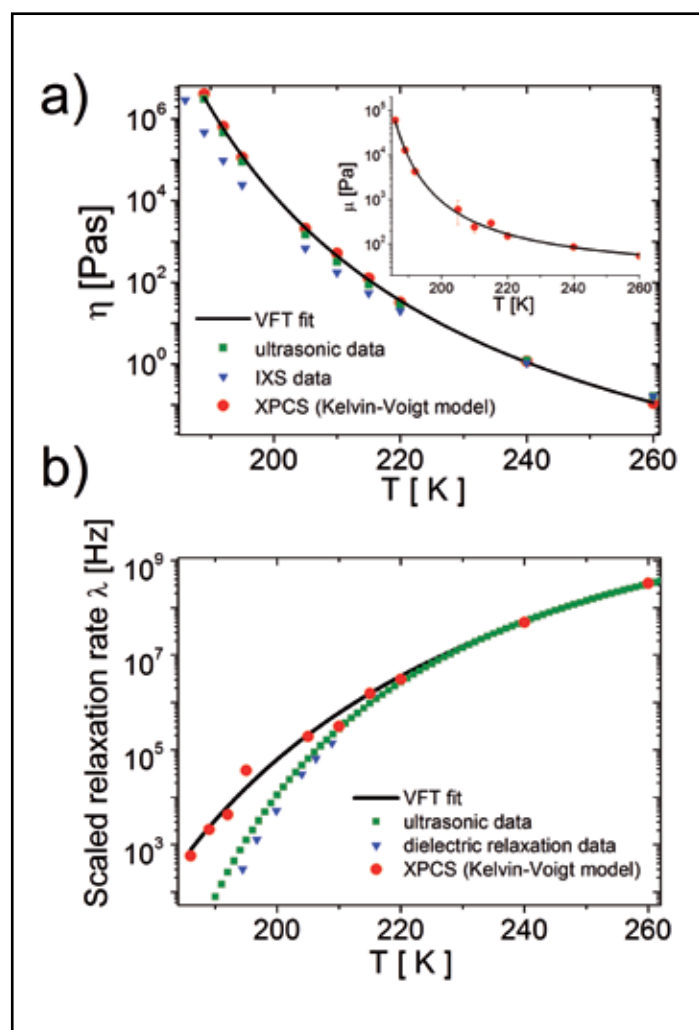 a)
10^6
10^4
10^2
10^0
η [Pas]
VFT fit
ultrasonic data
IXS data
XPCS (Kelvin-Voigt model)
200
220
240
260
T [ K ]
10^5
10^4
10^3
10^2
μ [Pa]
200
220
240
260
T [K]
b)
10^9
10^7
10^5
10^3
Scaled relaxation rate λ [Hz]
VFT fit
ultrasonic data
dielectric relaxation data
XPCS (Kelvin-Voigt model)
200
220
240
260
T [ K ]